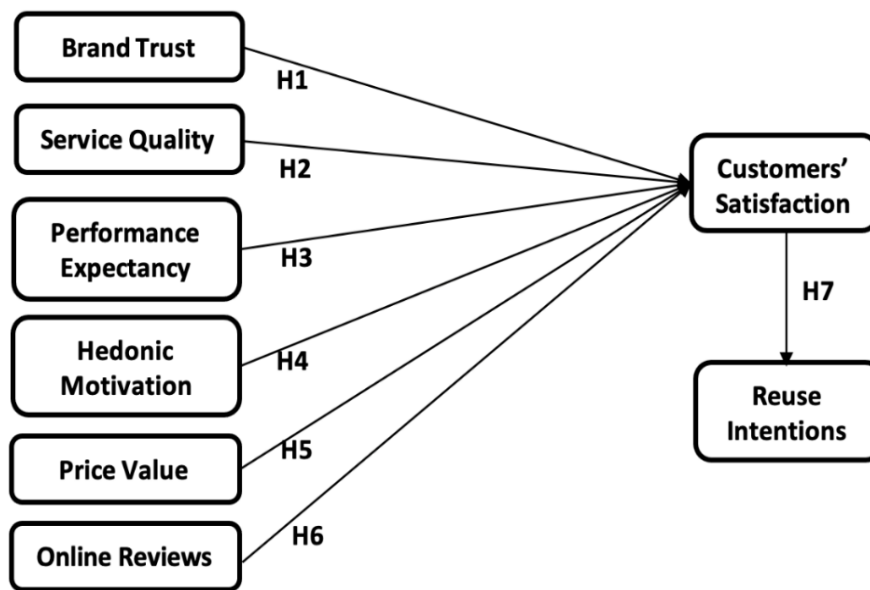 Brand Trust
H1
Service Quality
H2
Performance
Expectancy
H3
Hedonic
Motivation
H4
Price Value
H5
Online Reviews
H6
Customers’
Satisfaction
H7
Reuse
Intentions